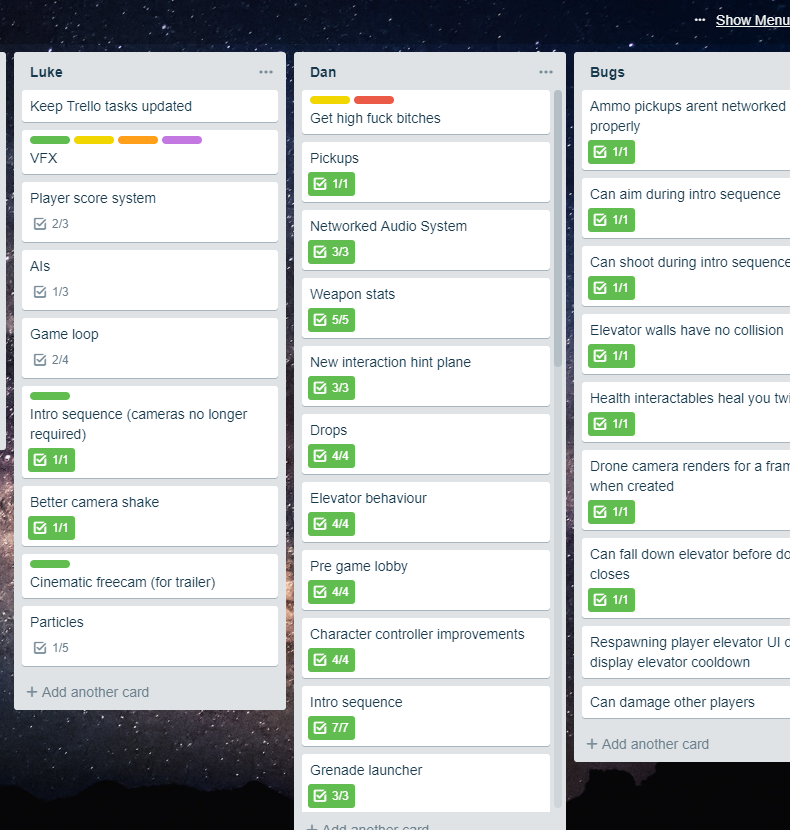 Show Menu
Luke
Keep Trello tasks updated
VFX
Player score system
2/3
AIs
1/3
Game loop
2/4
Intro sequence (cameras no longer
required)
1/1
Better camera shake
1/1
Cinematic freecam (for trailer)
Particles
1/5
+ Add another card
Dan
Get high fuck bitches
Pickups
1/1
Networked Audio System
3/3
Weapon stats
5/5
New interaction hint plane
3/3
Drops
4/4
Elevator behaviour
4/4
Pre game lobby
4/4
Character controller improvements
4/4
Intro sequence
7/7
Grenade launcher
3/3
+ Add another card
Bugs
Ammo pickups arent networked
properly
1/1
Can aim during intro sequence
1/1
Can shoot during intro sequence
1/1
Elevator walls have no collision
1/1
Health interactables heal you
1/1
Drone camera renders for a
when created
1/1
Can fall down elevator before
closes
1/1
Respawning player elevator UI
display elevator cooldown
Can damage other players
+ Add another card